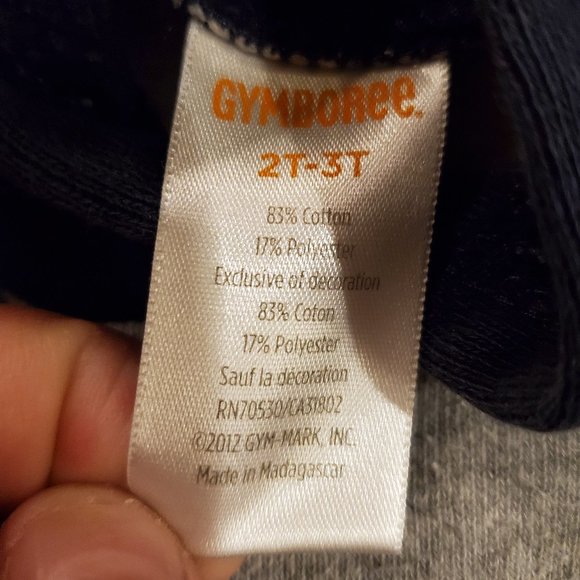 GYMBOREE™
2T-3T
83% Cotton
17% Polyester
Exclusive of decoration
83% Coton
17% Polyester
Sauf la décoration
RN70530/CA31802
©2012 GYM-MARK, INC.
Made in Madagascar